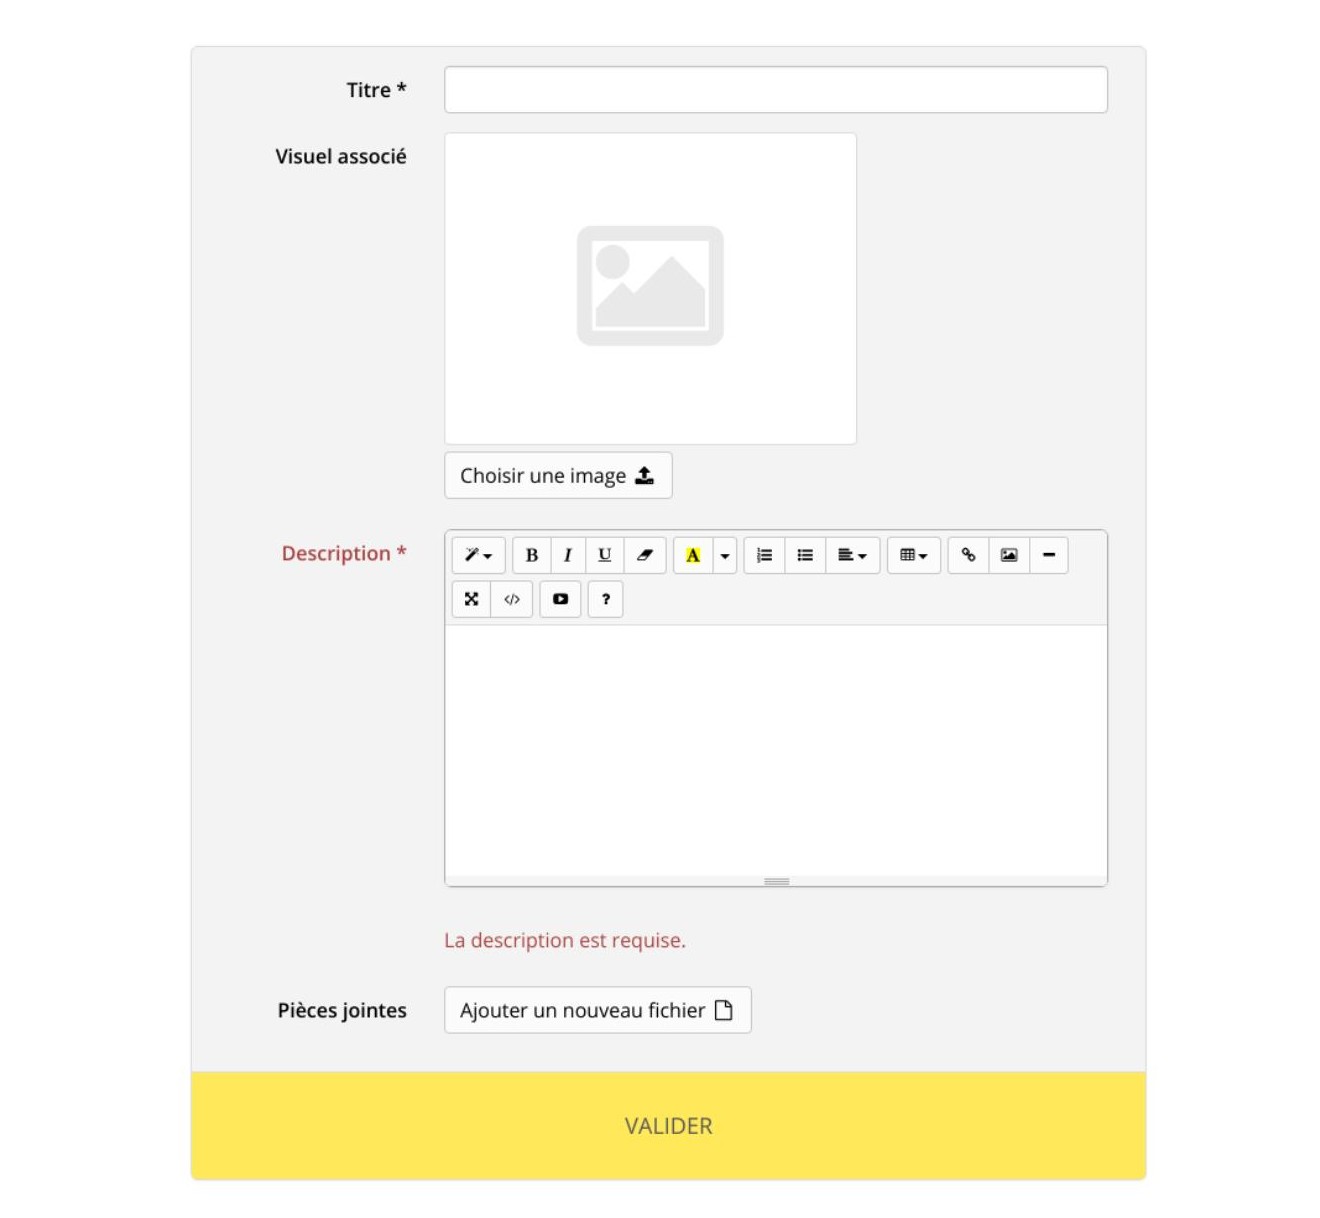 Titre *
Visuel associé
Choisir une image
Description *
B I U A
</> ?
La description est requise.
Pièces jointes
Ajouter un nouveau fichier
VALIDER